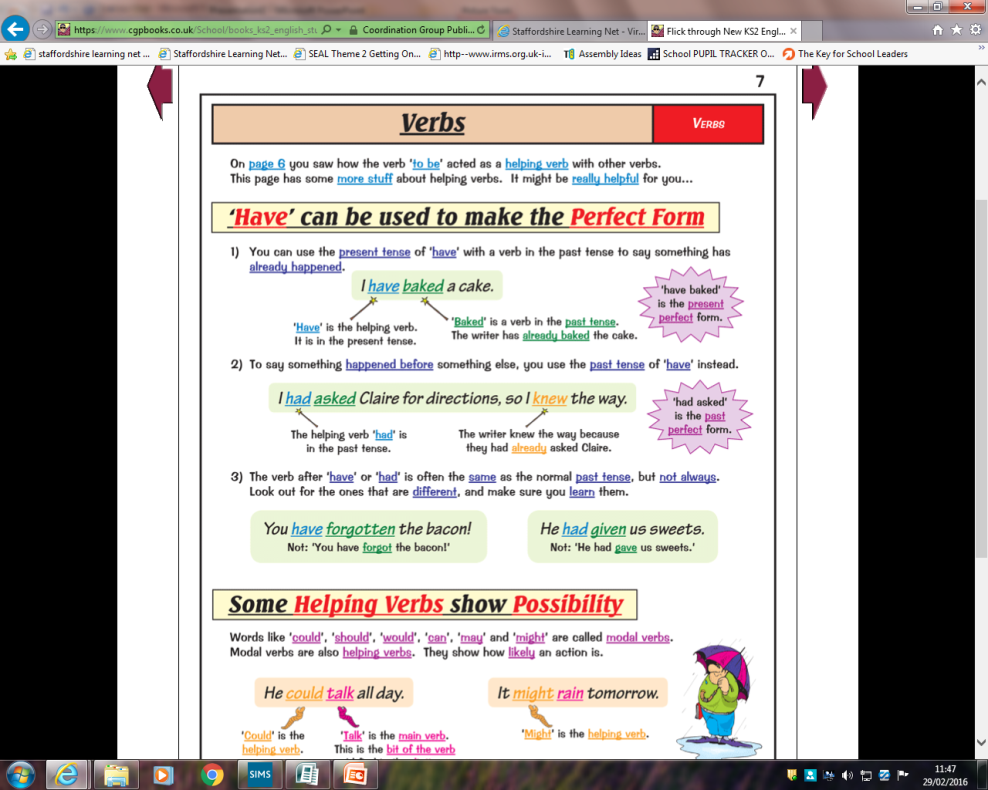 https://www.cgpbooks.co.uk/School/books_ks2_english_stu
Coordination Group Publi...
Staffordshire Learning Net - Vir...
Flick through New KS2 Engl...
staffordshire learning net ...
Staffordshire Learning Net...
SEAL Theme 2 Getting On...
http--www.irms.org.uk-i...
Assembly Ideas
School PUPIL TRACKER O...
The Key for School Leaders
7
Verbs
VERBS
On page 6 you saw how the verb 'to be' acted as a helping verb with other verbs.
This page has some more stuff about helping verbs. It might be really helpful for you...
'Have' can be used to make the Perfect Form
1) You can use the present tense of 'have' with a verb in the past tense to say something has
already happened.
I have baked a cake.
'Have' is the helping verb.
It is in the present tense.
'Baked' is a verb in the past tense.
The writer has already baked the cake.
'have baked'
is the present
perfect form.
2) To say something happened before something else, you use the past tense of 'have' instead.
I had asked Claire for directions, so I knew the way.
The helping verb 'had' is
in the past tense.
The writer knew the way because
they had already asked Claire.
'had asked'
is the past
perfect form.
3) The verb after 'have' or 'had' is often the same as the normal past tense, but not always.
Look out for the ones that are different, and make sure you learn them.
You have forgotten the bacon!
Not: 'You have forgot the bacon!'
He had given us sweets.
Not: 'He had gave us sweets.'
Some Helping Verbs show Possibility
Words like 'could', 'should', 'would', 'can', 'may' and 'might' are called modal verbs.
Modal verbs are also helping verbs. They show how likely an action is.
He could talk all day.
'Could' is the
helping verb.
'Talk' is the main verb.
This is the bit of the verb
It might rain tomorrow.
'Might' is the helping verb.
SIMS
11:47
29/02/2016